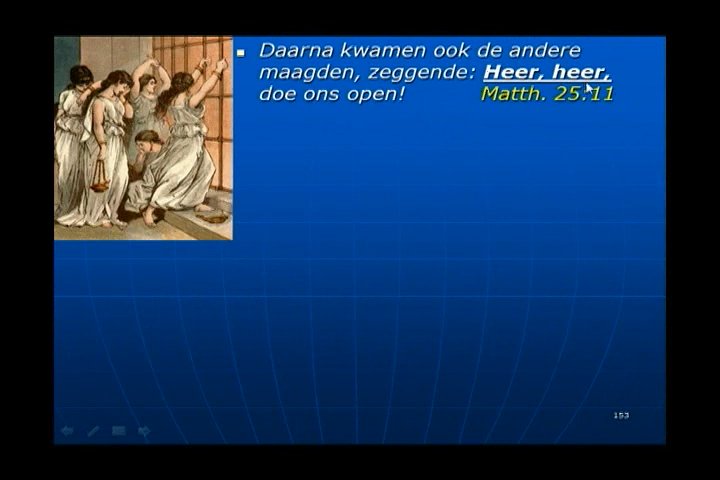 Daarna kwamen ook de andere
maagden, zeggende: Heer, heer,
doe ons open! Matth. 25:11
153